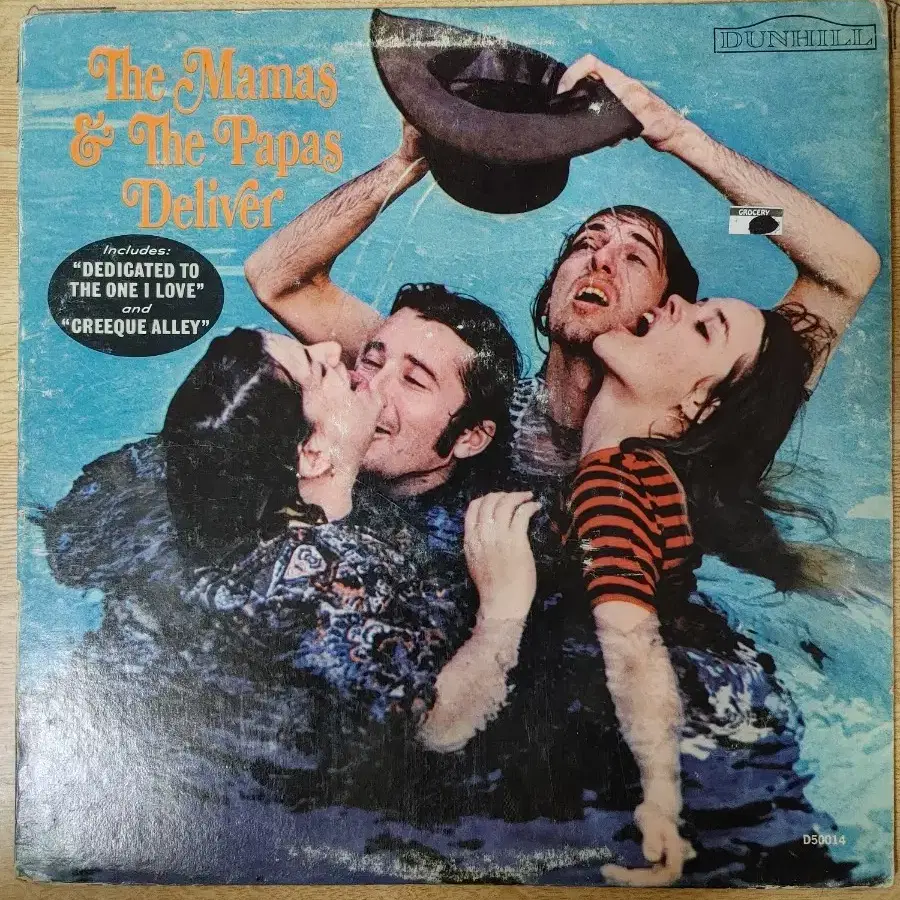 The Mamas
& The Papas
Deliver
DUNHILL
GROCERY
Includes:
"DEDICATED TO
THE ONE I LOVE"
and
"CREEQUE ALLEY"
D50014